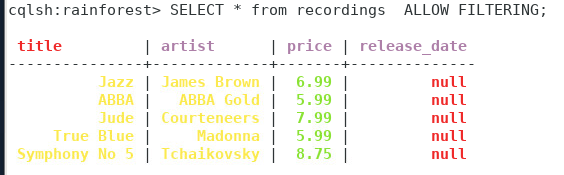 cqlsh:rainforest> SELECT * from recordings  ALLOW FILTERING;
 title         | artist      | price | release_date
---------------+-------------+-------+--------------
          Jazz | James Brown |  6.99 |         null
          ABBA |   ABBA Gold |  5.99 |         null
          Jude | Courteneers |  7.99 |         null
     True Blue |     Madonna |  5.99 |         null
 Symphony No 5 | Tchaikovsky |  8.75 |         null